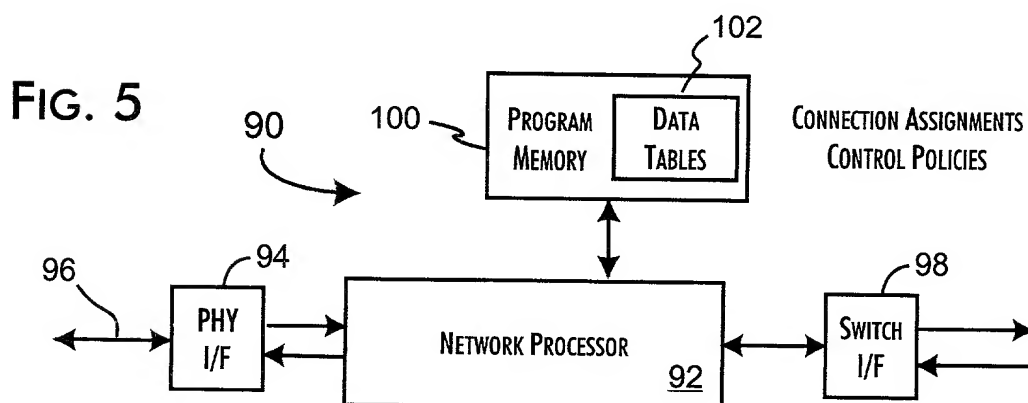 102
FIG. 5
100
PROGRAM
MEMORY
DATA
TABLES
CONNECTION ASSIGNMENTS
CONTROL POLICIES
90
96
94
98
PHY
I/F
NETWORK PROCESSOR
92
SWITCH
I/F